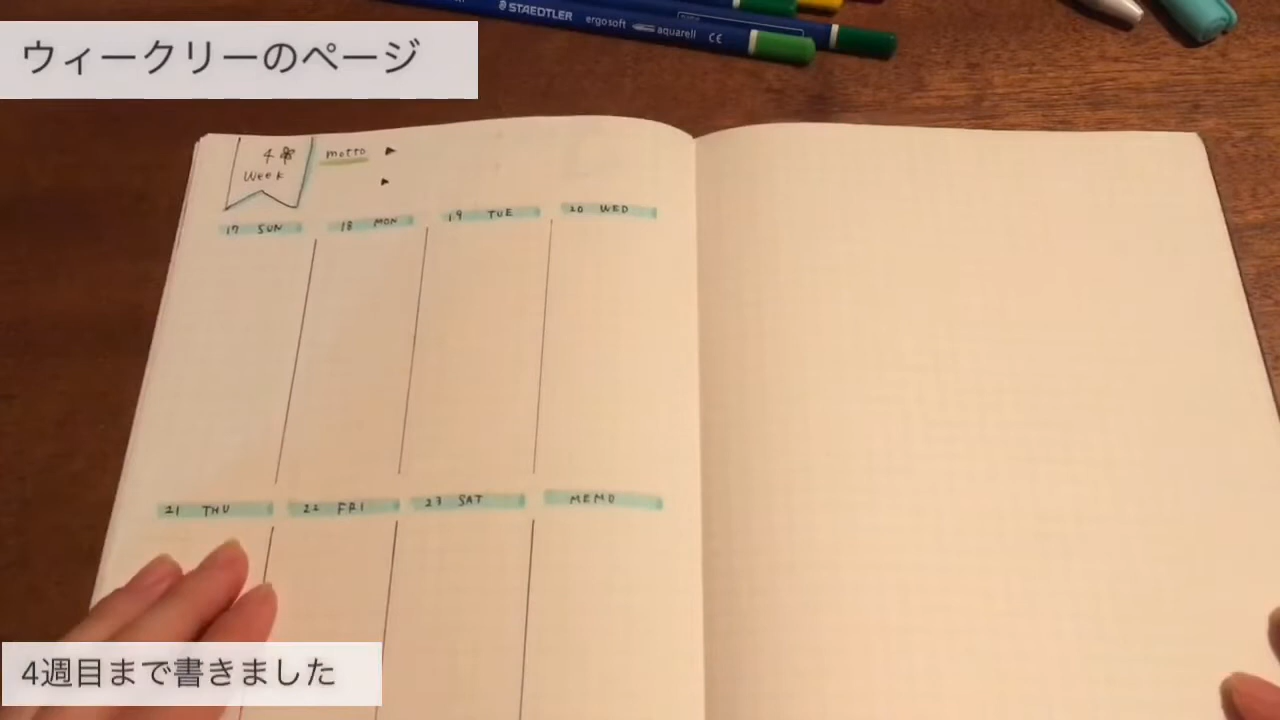 STAEDTLER ergosoft aquarell CE
ウィークリーのページ
4
Week
motto
17 SUN
18 MON
19 TUE
20 WED
21 THU
22 FRI
23 SAT
MEMO
4週目まで書きました